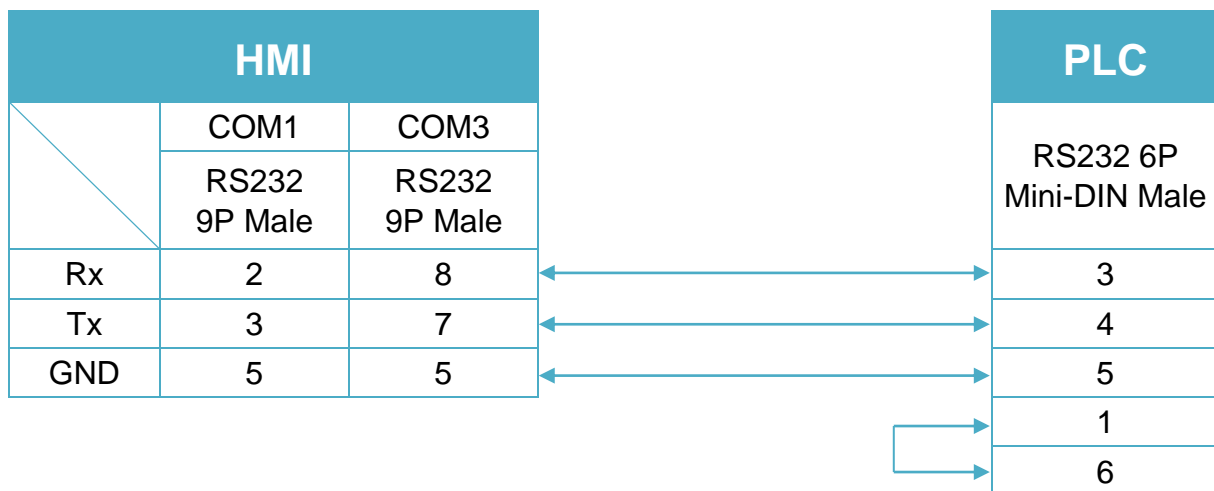 HMI
PLC
COM1 COM3
RS232
9P Male
RS232
9P Male
RS232 6P
Mini-DIN Male
Rx 2 8 3
Tx 3 7 4
GND 5 5 5
1
6